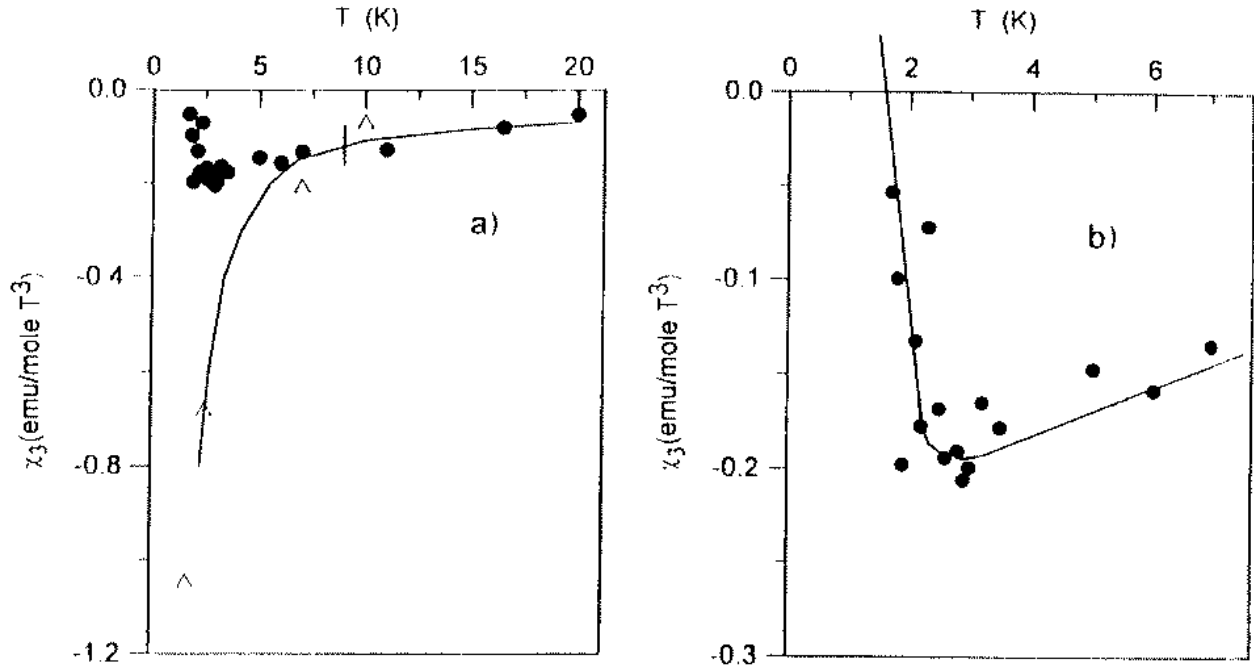 T (K)
0 5 10 15 20
0.0
-0.4
-0.8
-1.2
χ3(emu/mole T3)
a)
T (K)
0 2 4 6
0.0
-0.1
-0.2
-0.3
χ3(emu/mole T3)
b)